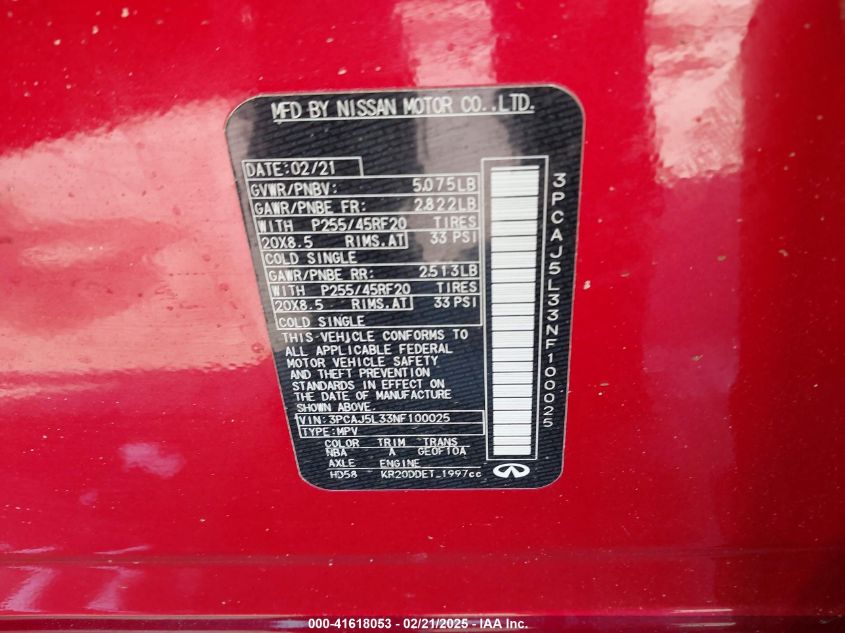 MFD BY NISSAN MOTOR CO.,LTD.
DATE:02/21
GVWR/PNBV: 5,075LB
GAWR/PNBE FR: 2,822LB
WITH P255/45RF20 TIRES
20X8.5 RIMS.AT 33 PSI
COLD SINGLE
GAWR/PNBE RR: 2,513LB
WITH P255/45RF20 TIRES
20X8.5 RIMS.AT 33 PSI
COLD SINGLE
THIS VEHICLE CONFORMS TO
ALL APPLICABLE FEDERAL
MOTOR VEHICLE SAFETY
AND THEFT PREVENTION
STANDARDS IN EFFECT ON
THE DATE OF MANUFACTURE
SHOWN ABOVE.
VIN:3PCAJ5L33NF100025
TYPE:MPV
COLOR TRIM TRANS
NBA A GE0F10A
AXLE ENGINE
HD58 KR20DDET_1997cc
3PCAJ5L33NF100025
000-41618053 - 02/21/2025 - IAA Inc.